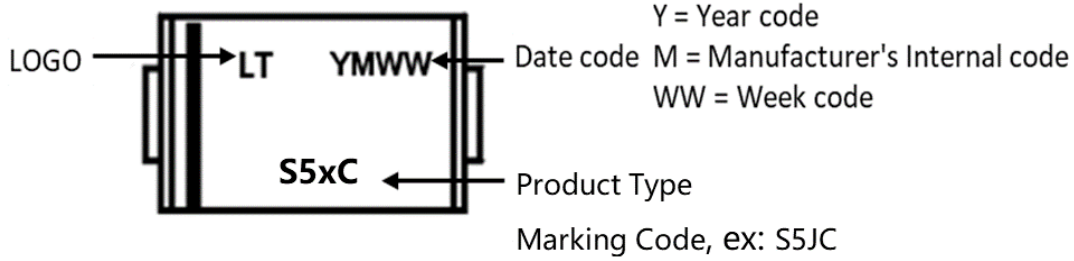 Y = Year code
LOGO LT YMWW Date code M = Manufacturer's Internal code
WW = Week code
S5xC Product Type
Marking Code, ex: S5JC